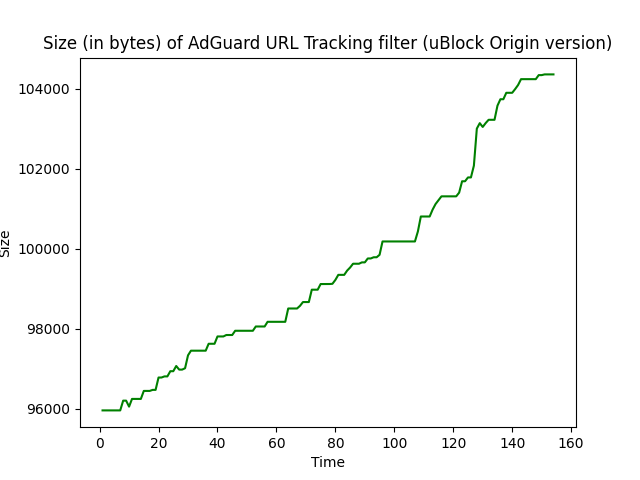 Size (in bytes) of AdGuard URL Tracking filter (uBlock Origin version)
104000
102000
100000
98000
96000
Size
0 20 40 60 80 100 120 140 160
Time